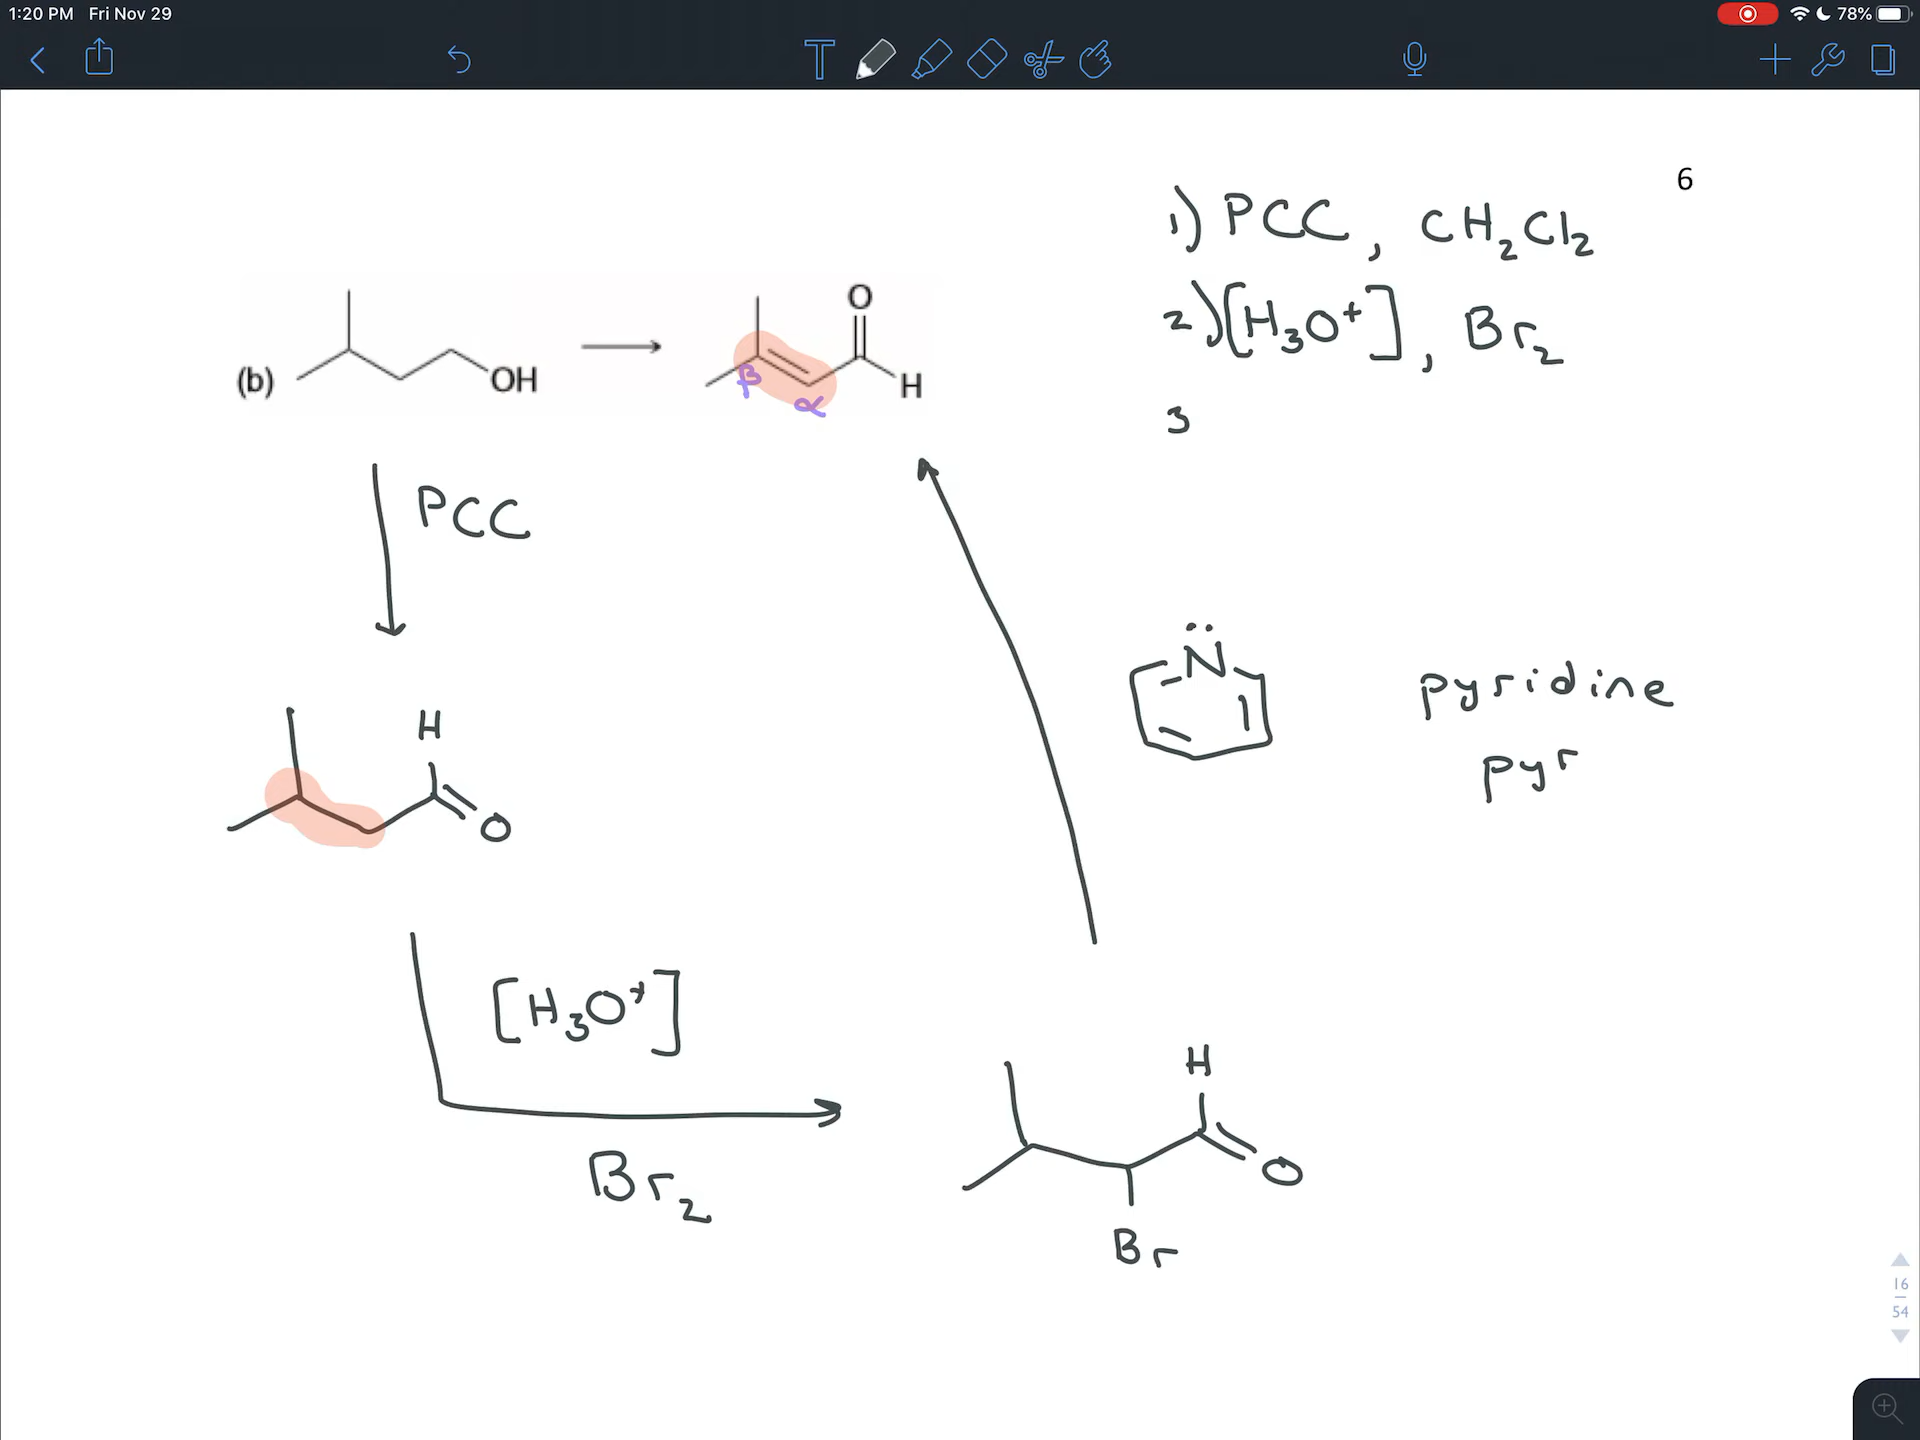 1:20 PM Fri Nov 29
78%
6
1) PCC, CH₂Cl₂
2) [H₃O⁺], Br₂
3
(b)
OH
O
H
β
α
PCC
N
pyridine
pyr
H
O
[H₃O⁺]
Br₂
H
O
Br
16
54